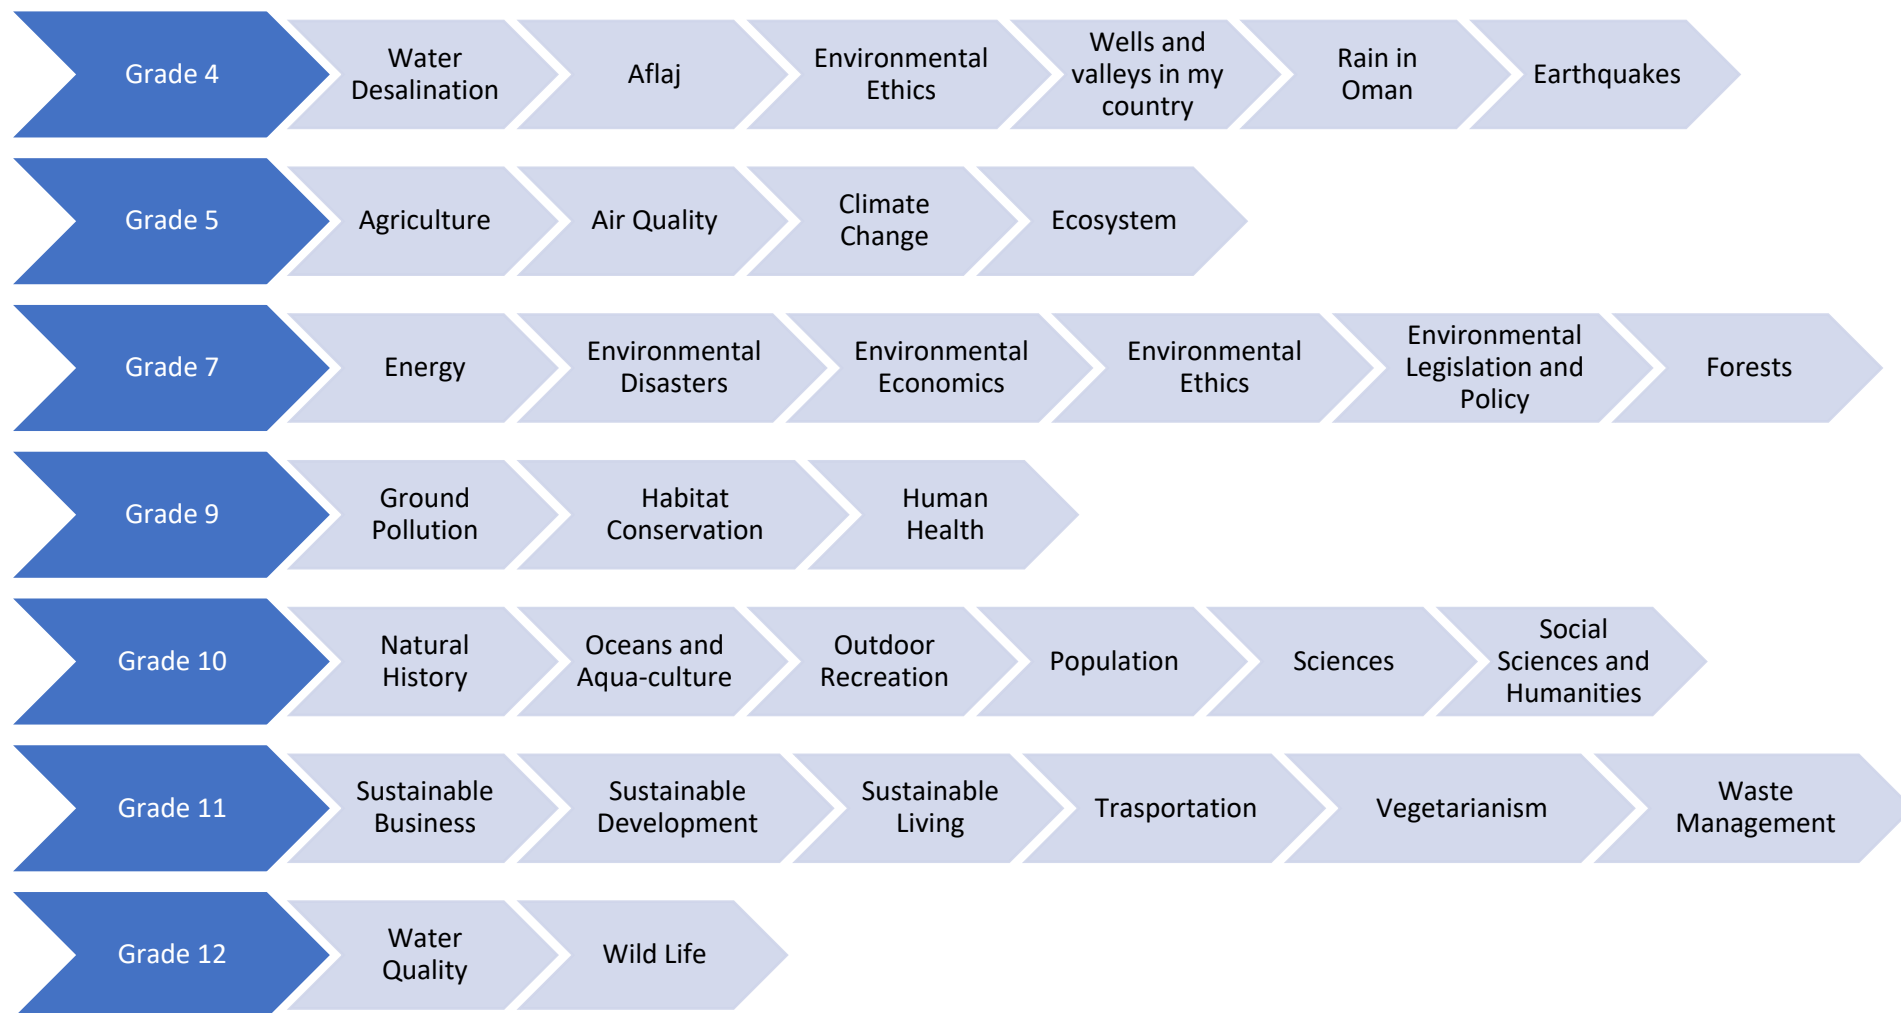 Grade 4
Water
Desalination
Aflaj
Environmental
Ethics
Wells and
valleys in my
country
Rain in
Oman
Earthquakes
Grade 5
Agriculture
Air Quality
Climate
Change
Ecosystem
Grade 7
Energy
Environmental
Disasters
Environmental
Economics
Environmental
Ethics
Environmental
Legislation and
Policy
Forests
Grade 9
Ground
Pollution
Habitat
Conservation
Human
Health
Grade 10
Natural
History
Oceans and
Aqua-culture
Outdoor
Recreation
Population
Sciences
Social
Sciences and
Humanities
Grade 11
Sustainable
Business
Sustainable
Development
Sustainable
Living
Trasportation
Vegetarianism
Waste
Management
Grade 12
Water
Quality
Wild Life